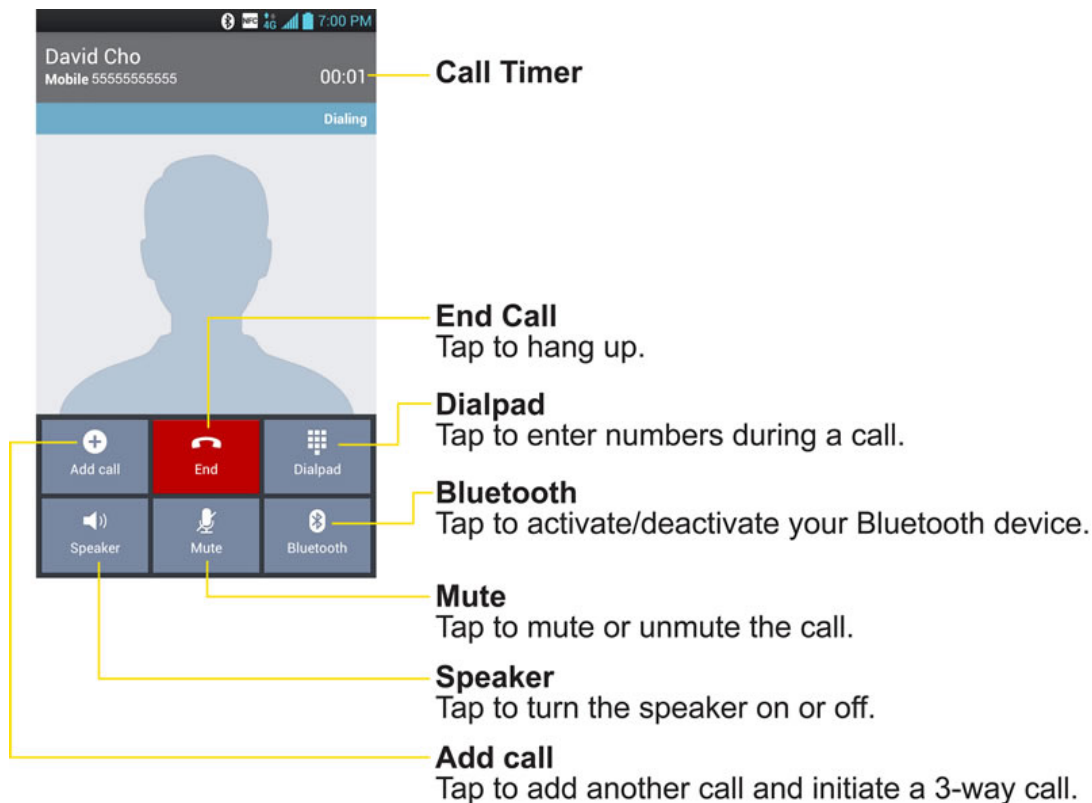 NFC 4G 7:00 PM
David Cho
Mobile 55555555555 00:01
Call Timer
Dialing
End Call
Tap to hang up.
Dialpad
Tap to enter numbers during a call.
Add call End Dialpad
Bluetooth
Tap to activate/deactivate your Bluetooth device.
Speaker Mute Bluetooth
Mute
Tap to mute or unmute the call.
Speaker
Tap to turn the speaker on or off.
Add call
Tap to add another call and initiate a 3-way call.